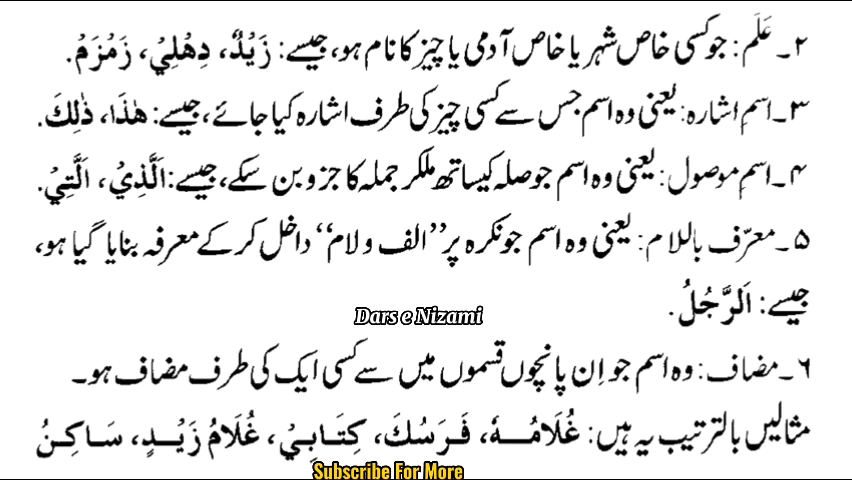 ۲۔ عَلَم: جو کسی خاص شہر یا خاص آدمی یا چیز کا نام ہو، جیسے: زَيْدٌ، دِهْلِيْ، زَمْزَمُ.
۳۔ اسمِ اشارہ: یعنی وہ اسم جس سے کسی چیز کی طرف اشارہ کیا جائے، جیسے: هٰذَا، ذٰلِكَ.
۴۔ اسمِ موصول: یعنی وہ اسم جو صلہ کیساتھ ملکر جملہ کا جزو بن سکے، جیسے: اَلَّذِيْ، اَلَّتِيْ.
۵۔ معرّف باللام: یعنی وہ اسم جو نکرہ پر ”الف و لام“ داخل کر کے معرفہ بنایا گیا ہو،
جیسے: اَلرَّجُلُ.
Dars e Nizami
۶۔ مضاف: وہ اسم جو اِن پانچوں قسموں میں سے کسی ایک کی طرف مضاف ہو۔
مثالیں بالترتیب یہ ہیں: غُلَامُهٗ، فَرَسُكَ، كِتَابِيْ، غُلَامُ زَيْدٍ، سَاكِنُ
Subscribe For More